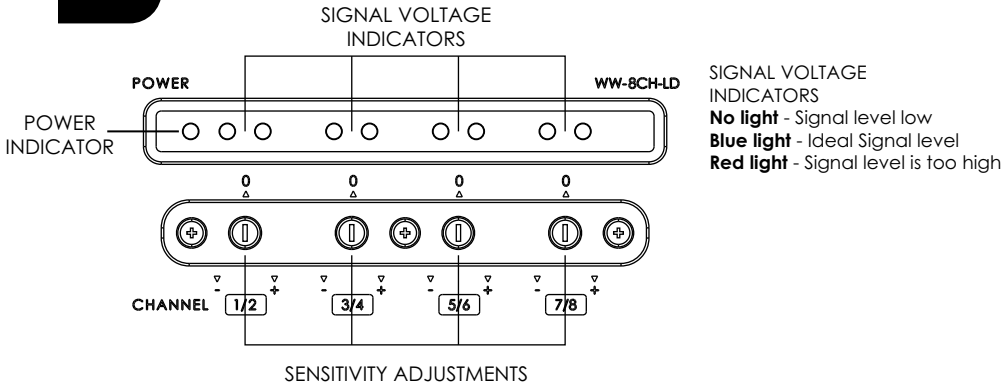 SIGNAL VOLTAGE
INDICATORS
POWER
WW-8CH-LD
POWER
INDICATOR
SIGNAL VOLTAGE
INDICATORS
No light - Signal level low
Blue light - Ideal Signal level
Red light - Signal level is too high
0 0 0 0
- + - + - + - +
CHANNEL 1/2 3/4 5/6 7/8
SENSITIVITY ADJUSTMENTS